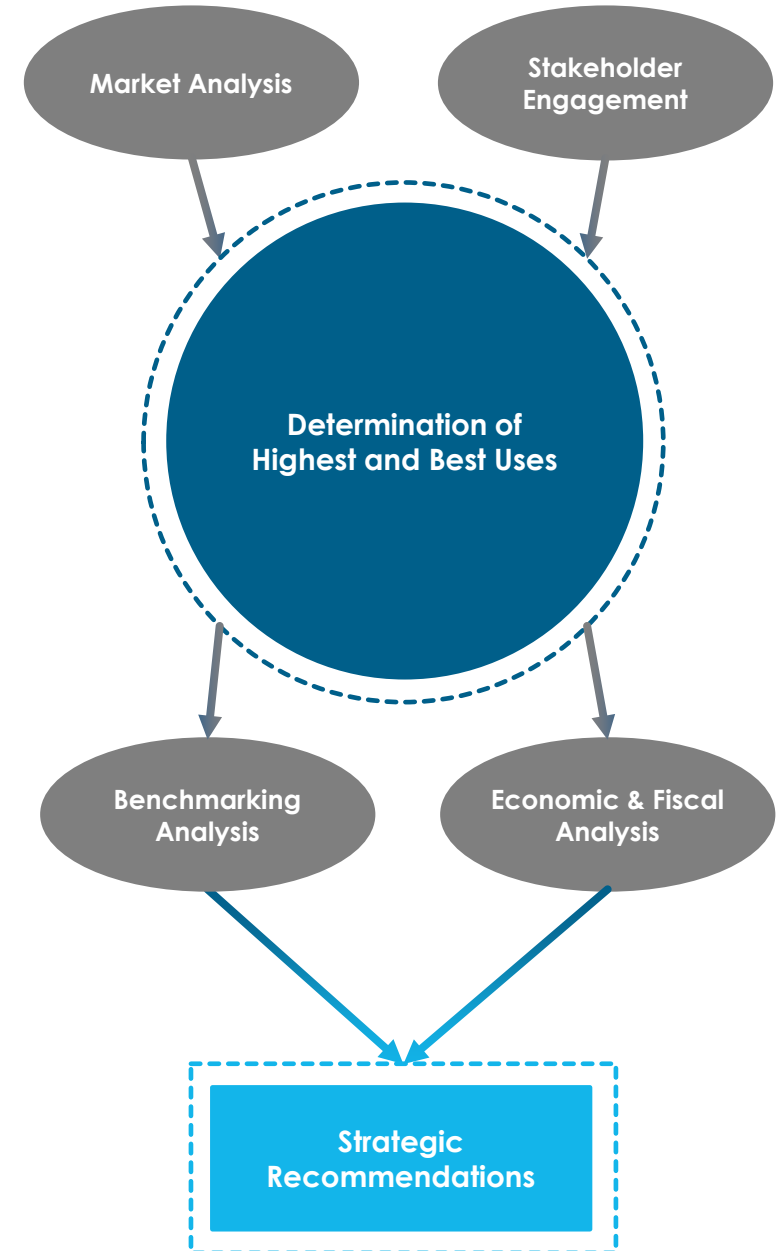 Market Analysis
Stakeholder
Engagement
Determination of
Highest and Best Uses
Benchmarking
Analysis
Economic & Fiscal
Analysis
Strategic
Recommendations